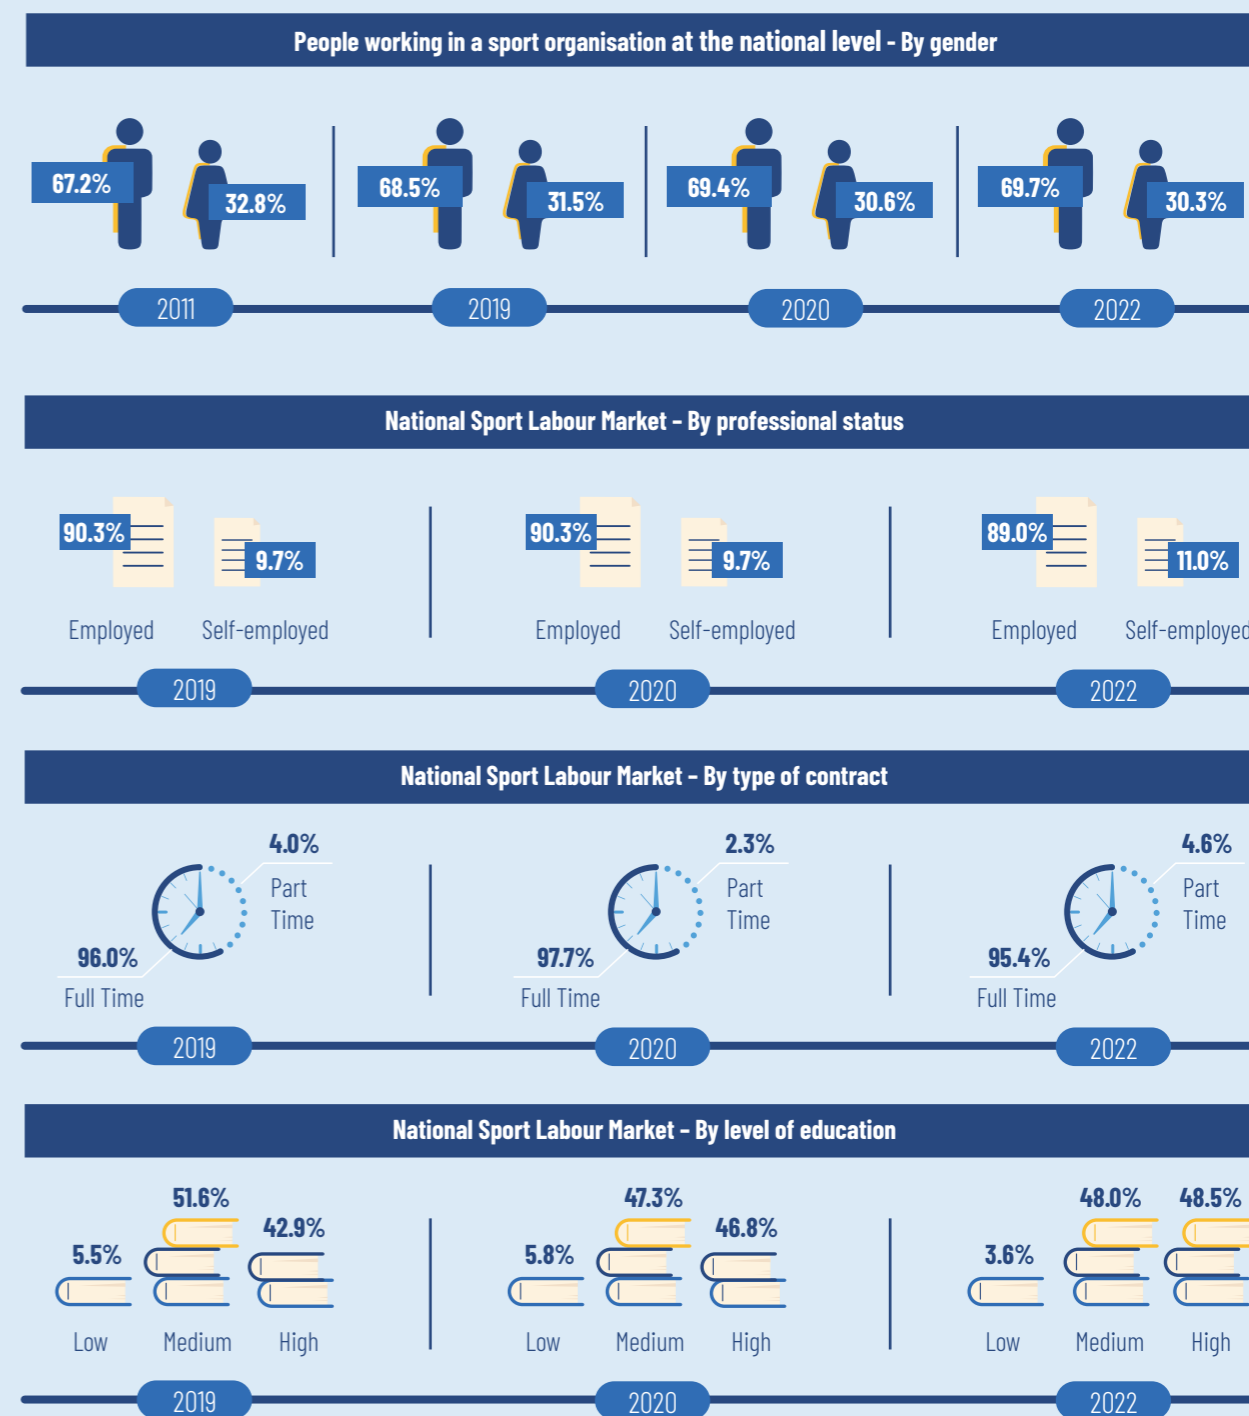 People working in a sport organisation at the national level - By gender
67.2%
32.8%
68.5%
31.5%
69.4%
30.6%
69.7%
30.3%
2011
2019
2020
2022
National Sport Labour Market – By professional status
90.3%
9.7%
90.3%
9.7%
89.0%
11.0%
Employed
Self-employed
Employed
Self-employed
Employed
Self-employed
2019
2020
2022
National Sport Labour Market – By type of contract
4.0%
Part
Time
96.0%
Full Time
2.3%
Part
Time
97.7%
Full Time
4.6%
Part
Time
95.4%
Full Time
2019
2020
2022
National Sport Labour Market – By level of education
5.5%
51.6%
42.9%
5.8%
47.3%
46.8%
3.6%
48.0%
48.5%
Low
Medium
High
Low
Medium
High
Low
Medium
High
2019
2020
2022